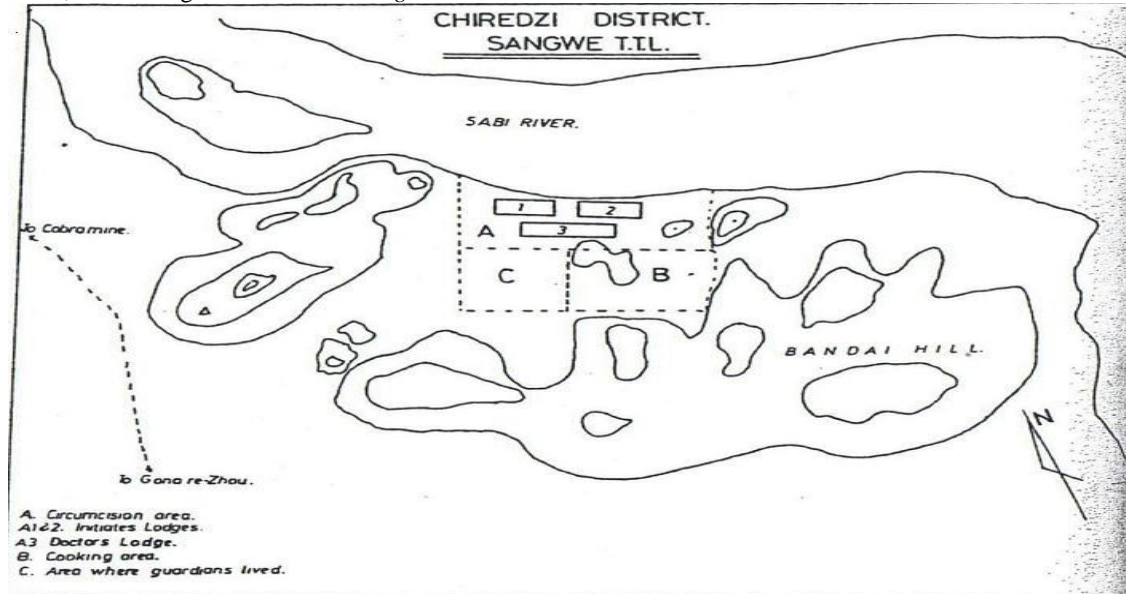 CHIREDZI DISTRICT.
SANGWE T.T.L.
SABI RIVER.
1
2
To Cobramine.
A
3
C
B
BANDAI HILL.
N
To Gona re-Zhou.
A. Circumcision area.
A1&2. Initiates Lodges.
A3 Doctors Lodge.
B. Cooking area.
C. Area where guardians lived.